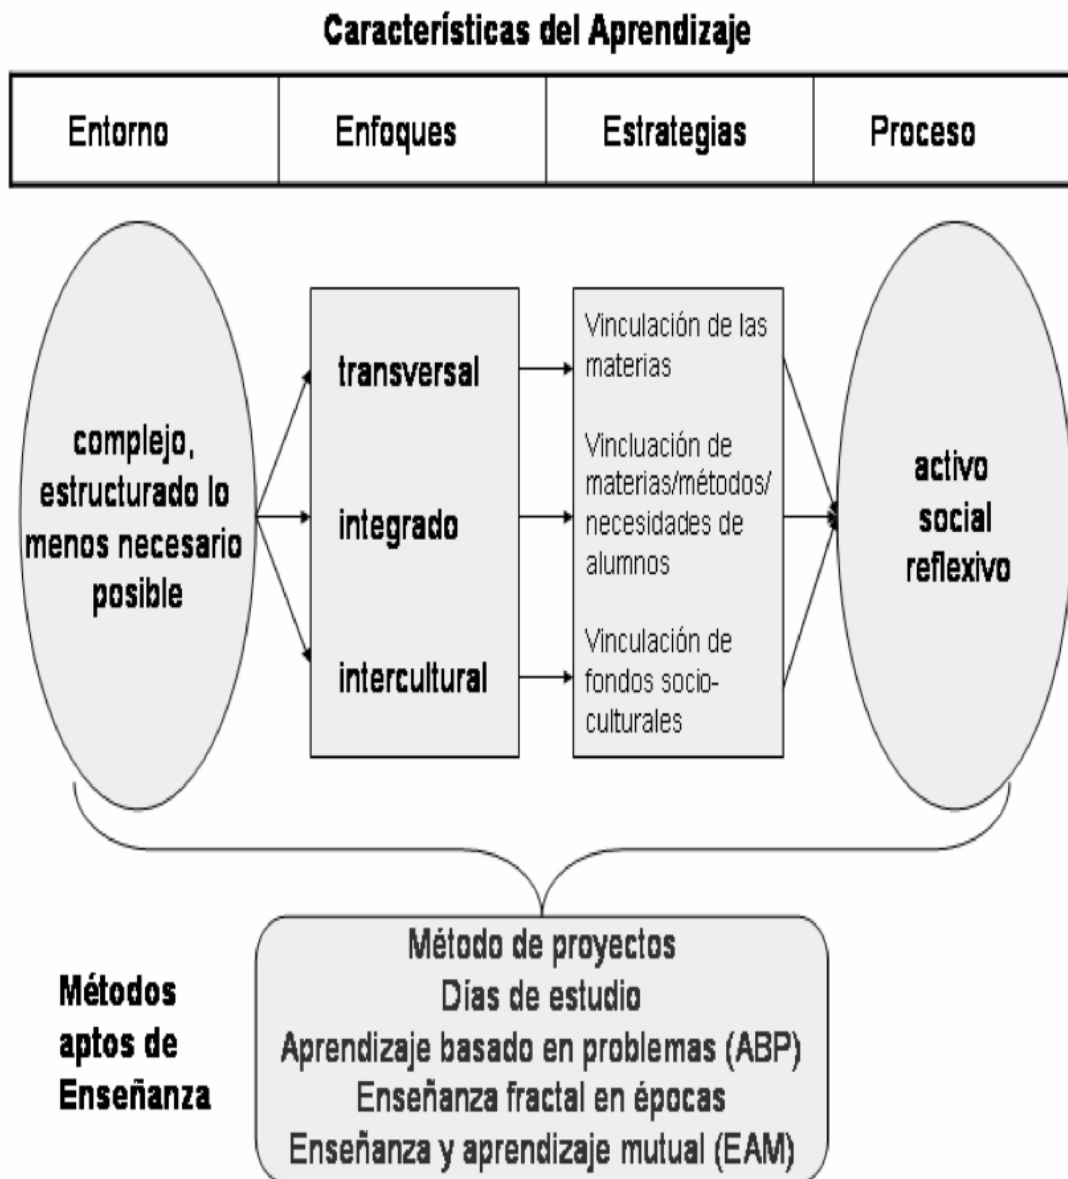 Características del Aprendizaje
Entorno
Enfoques
Estrategias
Proceso
complejo,
estructurado lo
menos necesario
posible
transversal
integrado
intercultural
Vinculación de las
materias
Vincluación de
materias/métodos/
necesidades de
alumnos
Vinculación de
fondos socio-
culturales
activo
social
reflexivo
Métodos
aptos de
Enseñanza
Método de proyectos
Días de estudio
Aprendizaje basado en problemas (ABP)
Enseñanza fractal en épocas
Enseñanza y aprendizaje mutual (EAM)